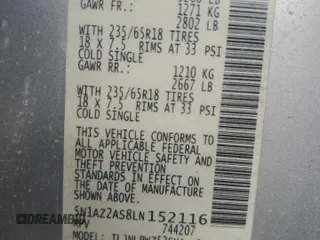 GAWR FR.: 1271 KG
2802 LB
WITH 235/65R18 TIRES
18 X 7.5 RIMS AT 33 PSI
COLD SINGLE
GAWR RR.: 1210 KG
2668 LB
WITH 235/65R18 TIRES
18 X 7.5 RIMS AT 33 PSI
COLD SINGLE
THIS VEHICLE CONFORMS TO
ALL APPLICABLE FEDERAL
MOTOR VEHICLE SAFETY AND
THEFT PREVENTION
STANDARDS IN EFFECT ON
THE DATE OF MANUFACTURE
SHOWN ABOVE.
5N1AZ2AS8LN152116
MPV 744207
DREAMBID